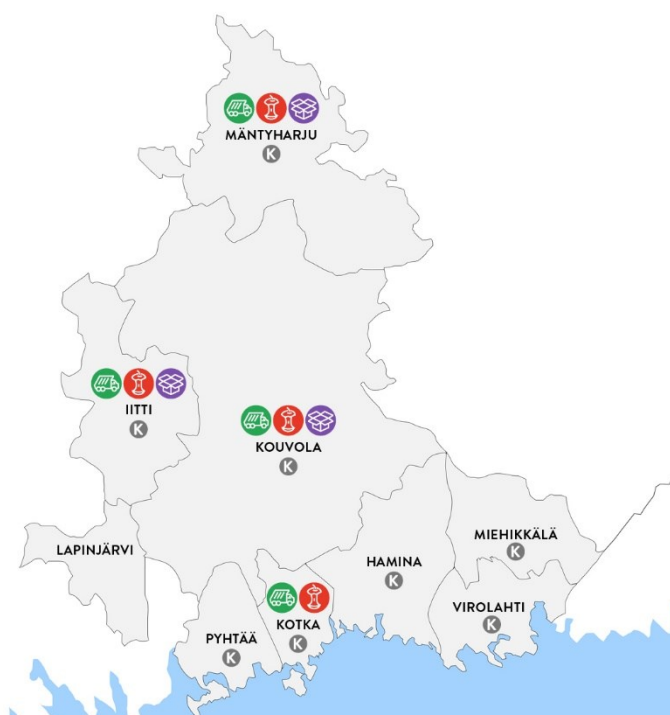 MÄNTYHARJU
K
IITTI
K
KOUVOLA
K
LAPINJÄRVI
HAMINA
K
MIEHIKKÄLÄ
K
PYHTÄÄ
K
KOTKA
K
VIROLAHTI
K